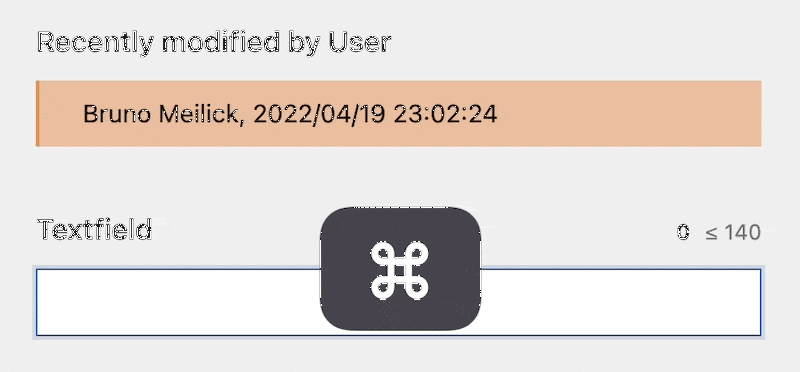 Recently modified by User
Bruno Meilick, 2022/04/19 23:02:24
Textfield 0 ≤ 140
⌘